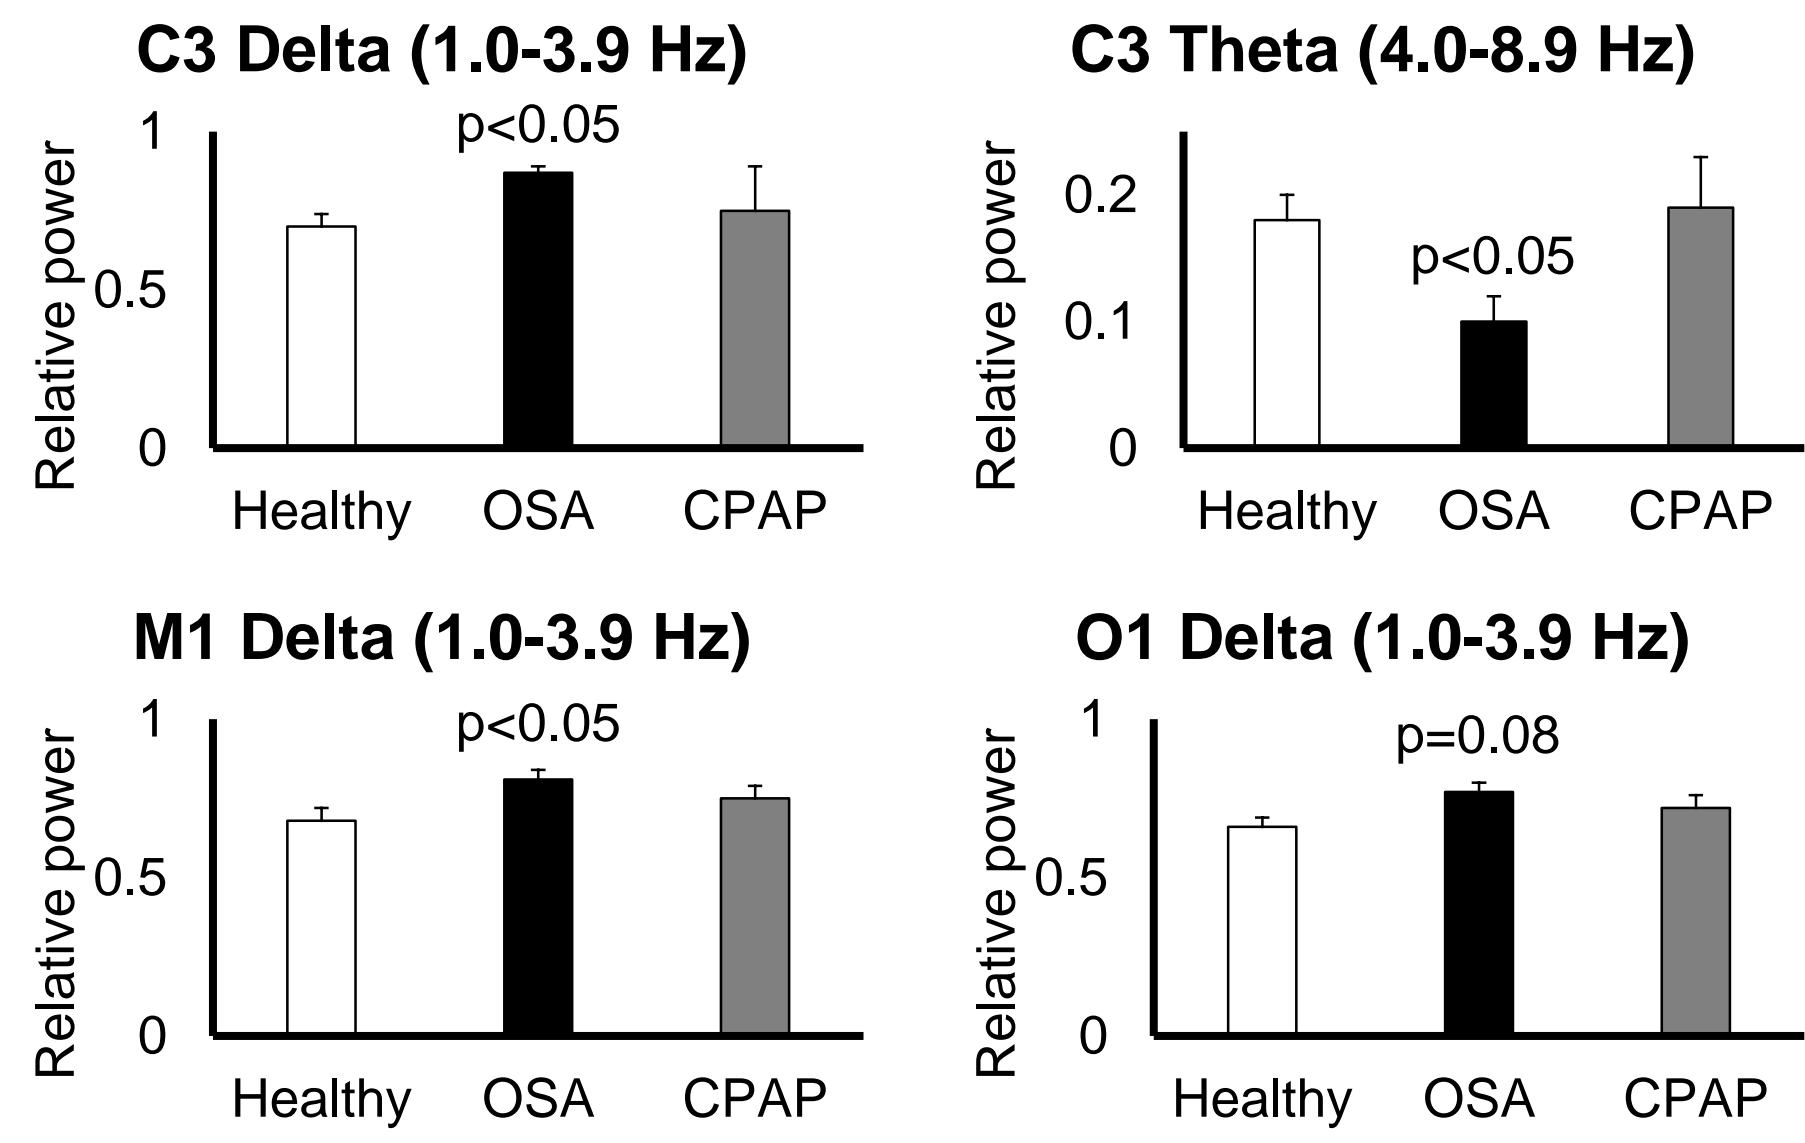 C3 Delta (1.0-3.9 Hz)
Relative power
1
0.5
0
p<0.05
Healthy OSA CPAP
C3 Theta (4.0-8.9 Hz)
Relative power
0.2
0.1
0
p<0.05
Healthy OSA CPAP
M1 Delta (1.0-3.9 Hz)
Relative power
1
0.5
0
p<0.05
Healthy OSA CPAP
O1 Delta (1.0-3.9 Hz)
Relative power
1
0.5
0
p=0.08
Healthy OSA CPAP